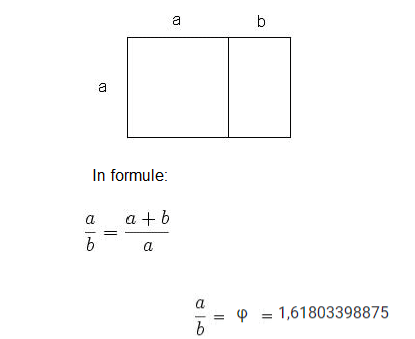 a b
a
In formule:
a/b = (a + b)/a
a/b = φ = 1,61803398875